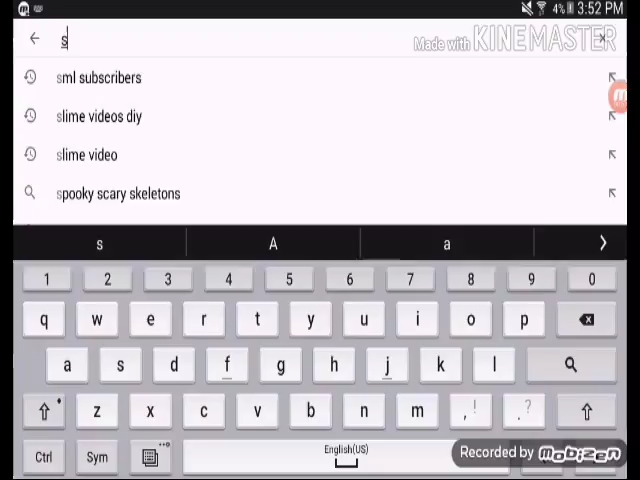 4% 3:52 PM
s
Made with KINEMASTER
sml subscribers
slime videos diy
slime video
spooky scary skeletons
s A a
1 2 3 4 5 6 7 8 9 0
q w e r t y u i o p
a s d f g h j k l
z x c v b n m , ! . ?
Ctrl Sym English(US)
Recorded by Mobizen